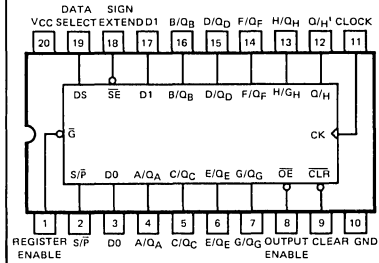 DATA SIGN
VCC SELECT EXTEND D1 B/QB D/QD F/QF H/QH Q/H' CLOCK
20 19 18 17 16 15 14 13 12 11
DS SE D1 B/QB D/QD F/QF H/GH Q/H
G CK
S/P D0 A/QA C/QC E/QE G/QG OE CLR
1 2 3 4 5 6 7 8 9 10
REGISTER S/P D0 A/QA C/QC E/QE G/QG OUTPUT CLEAR GND
ENABLE ENABLE